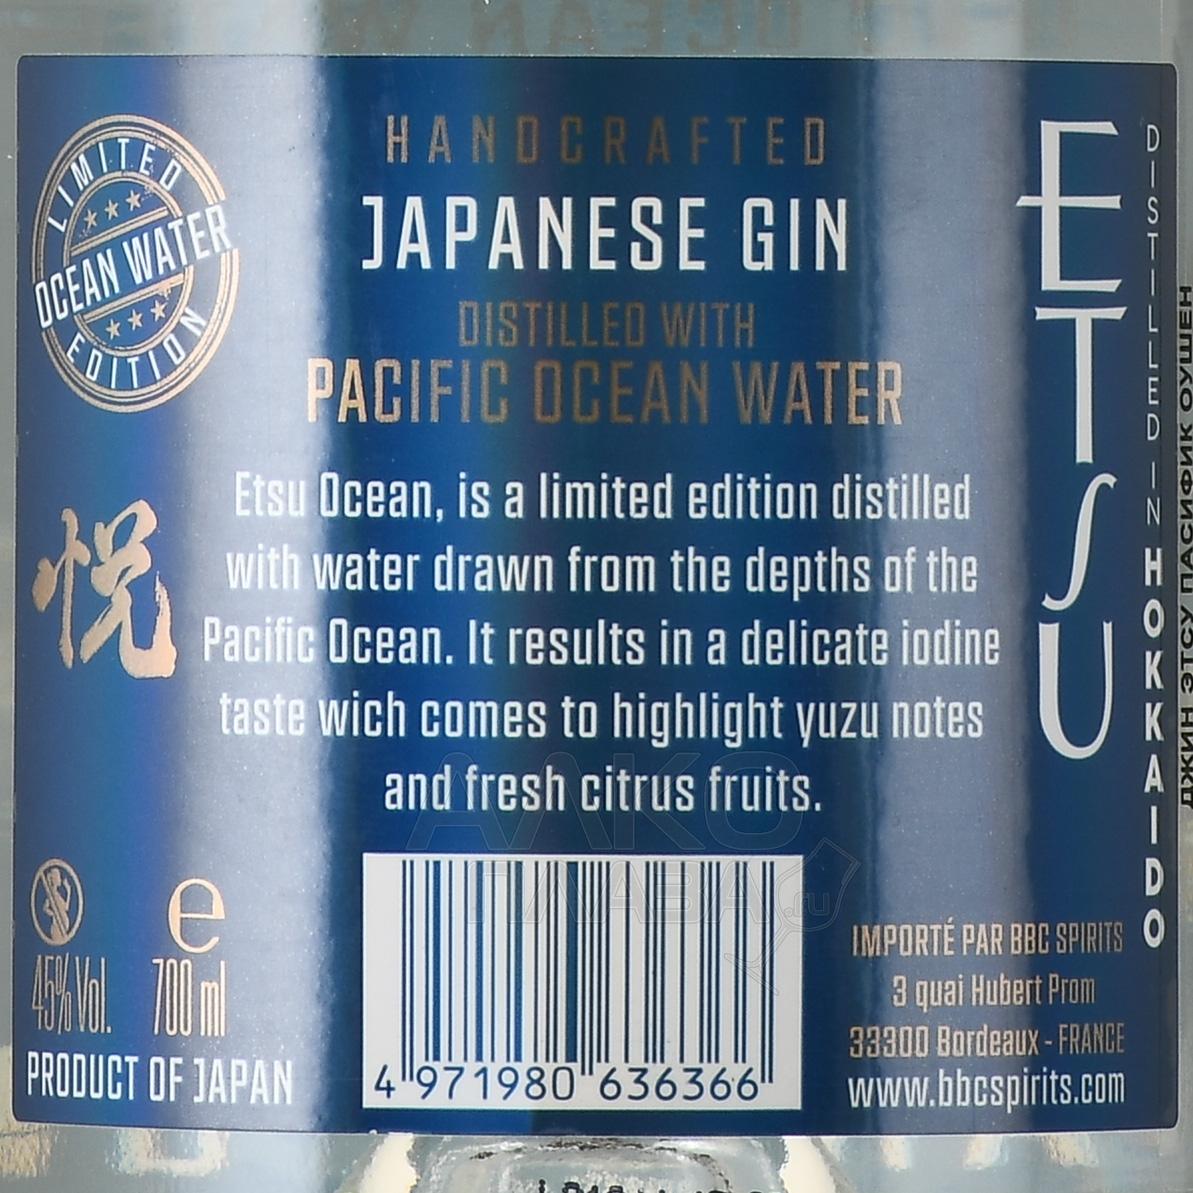 LIMITED
OCEAN WATER
EDITION
HANDCRAFTED
JAPANESE GIN
DISTILLED WITH
PACIFIC OCEAN WATER
Etsu Ocean, is a limited edition distilled
with water drawn from the depths of the
Pacific Ocean. It results in a delicate iodine
taste wich comes to highlight yuzu notes
and fresh citrus fruits.
悦
ETSU
DISTILLED IN HOKKAIDO
ДЖИН ЭТСУ ПАСИФИК ОУШЕН
e
45% Vol. 700 ml
PRODUCT OF JAPAN
4 971980 636366
IMPORTÉ PAR BBC SPIRITS
3 quai Hubert Prom
33300 Bordeaux - FRANCE
www.bbcspirits.com
АЛКО
ПЛАВА.ru